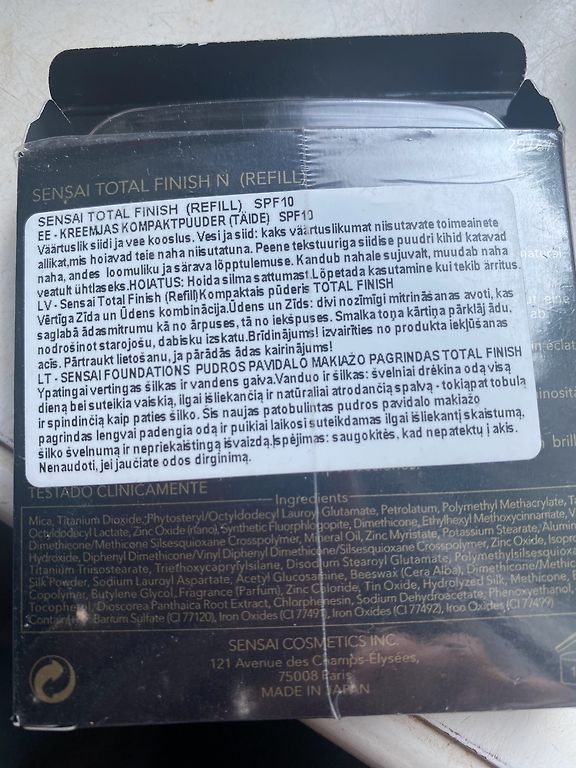 SENSAI TOTAL FINISH N (REFILL)
SENSAI TOTAL FINISH (REFILL) SPF10
EE - KREEMJAS KOMPAKTPUUDER (TÄIDE) SPF10
Väärtuslik siidi ja vee kooslus. Vesi ja siid: kaks väärtuslikumat niisutavate toimeainete
allikat,mis hoiavad teie naha niisutatuna. Peene tekstuuriga siidise puudri kihid katavad
naha, andes loomuliku ja särava lõpptulemuse. Kandub nahale sujuvalt, muudab naha
veatult ühtlaseks.HOIATUS: Hoida silma sattumast.Lõpetada kasutamine kui tekib ärritus.
LV - Sensai Total Finish (Refill)Kompaktais pūderis TOTAL FINISH
Vērtīga Zīda un Ūdens kombinācija.Ūdens un Zīds: divi nozīmīgi mitrināšanas avoti, kas
saglabā ādasmitrumu kā no ārpuses, tā no iekšpuses. Smalka toņa kārtiņa pārklāj ādu,
nodrošinot starojošu, dabisku izskatu.Brīdinājums! izvairīties no produkta iekļūšanas
acīs. Pārtraukt lietošanu, ja parādās ādas kairinājums!
LT - SENSAI FOUNDATIONS PUDROS PAVIDALO MAKIAŽO PAGRINDAS TOTAL FINISH
Ypatingai vertingas šilkas ir vandens gaiva.Vanduo ir šilkas: švelniai drėkina odą visą
dieną bei suteikia vaiskią, ilgai išliekančią ir natūraliai atrodančią spalvą - tokią pat tobulą
ir spindinčią kaip paties šilko. Šis naujas patobulintas pudros pavidalo makiažo
pagrindas lengvai padengia odą ir puikiai laikosi suteikdamas ilgai išliekantį skaistumą,
šilko švelnumą ir nepriekaištingą išvaizdą.Įspėjimas: saugokitės, kad nepatektų į akis.
Nenaudoti, jei jaučiate odos dirginimą.
TESTADO CLÍNICAMENTE
Ingredients
Mica, Titanium Dioxide, Phytosteryl/Octyldodecyl Lauroyl Glutamate, Petrolatum, Polymethyl Methacrylate,
Octyldodecyl Lactate, Zinc Oxide (nano), Synthetic Fluorphlogopite, Dimethicone, Ethylhexyl Methoxycinnamate,
Dimethicone/Methicone Silsesquioxane Crosspolymer, Mineral Oil, Zinc Myristate, Potassium Stearate,
Hydroxide, Diphenyl Dimethicone/Vinyl Diphenyl Dimethicone/Silsesquioxane Crosspolymer, Zinc Oxide,
Titanium Triisostearate, Triethoxycaprylylsilane, Disodium Stearoyl Glutamate,
Silk Powder, Sodium Lauroyl Aspartate, Acetyl Glucosamine, Beeswax (Cera Alba),
Copolymer, Butylene Glycol, Fragrance (Parfum), Zinc Chloride, Tin Oxide, Hydrolyzed Silk, Methicone,
Tocopherol, Dioscorea Panthaica Root Extract, Chlorphenesin, Sodium Dehydroacetate, Phenoxyethanol,
Barium Sulfate (CI 77120), Iron Oxides (CI 77491), Iron Oxides (CI 77492), Iron Oxides (CI 77499)
SENSAI COSMETICS INC.
121 Avenue des Champs-Elysées,
75008 Paris
MADE IN JAPAN